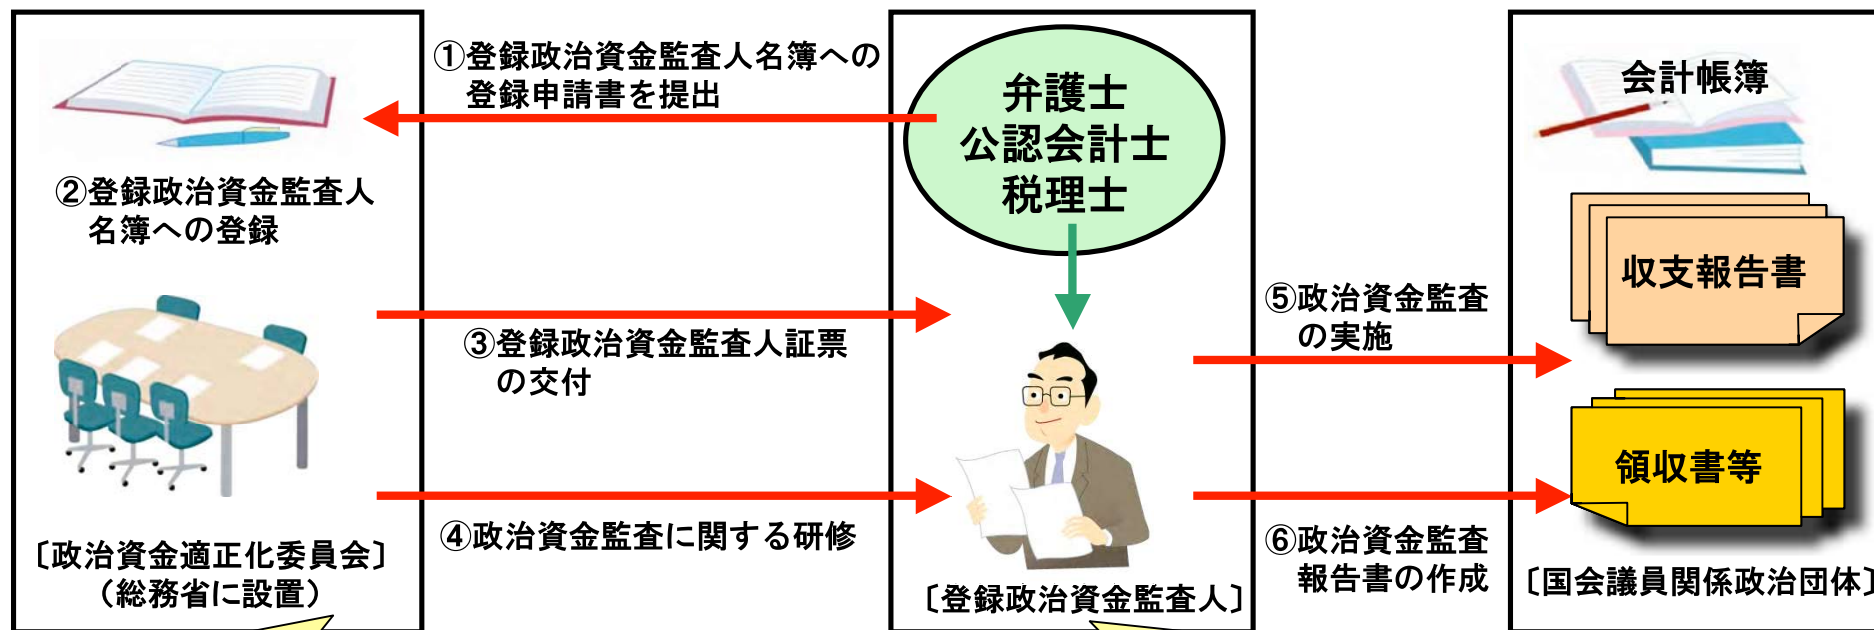 ①登録政治資金監査人名簿への
登録申請書を提出
②登録政治資金監査人
名簿への登録
〔政治資金適正化委員会〕
（総務省に設置）
③登録政治資金監査人証票
の交付
④政治資金監査に関する研修
弁護士
公認会計士
税理士
〔登録政治資金監査人〕
⑤政治資金監査
の実施
⑥政治資金監査
報告書の作成
会計帳簿
収支報告書
領収書等
〔国会議員関係政治団体〕